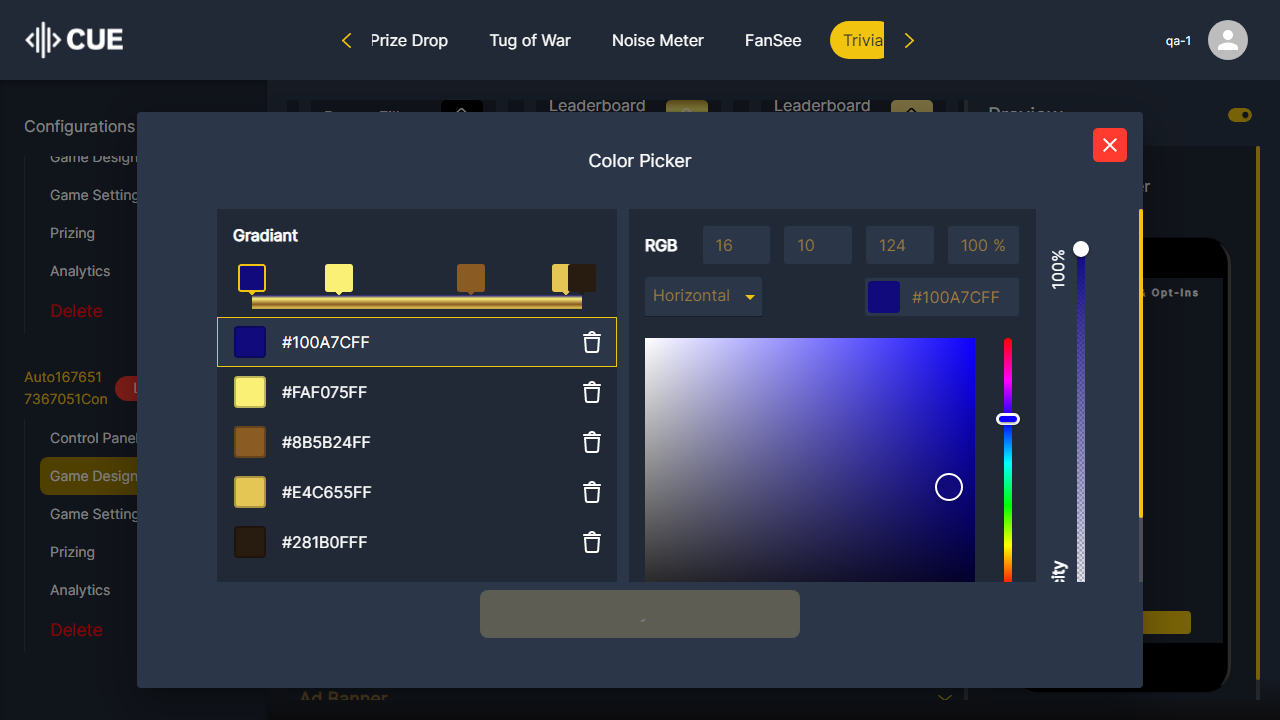 CUE
Prize Drop
Tug of War
Noise Meter
FanSee
Trivia
qa-1
Leaderboard
Leaderboard
Preview
Configurations
Color Picker
Game Design
Game Setting
Prizing
Analytics
Delete
Gradiant
RGB
16
10
124
100 %
100%
Horizontal
#100A7CFF
& Opt-Ins
#100A7CFF
#FAF075FF
#8B5B24FF
#E4C655FF
#281B0FFF
Auto167651
7367051Con
Control Panel
Game Design
Game Setting
Prizing
Analytics
Delete
Ad Banner